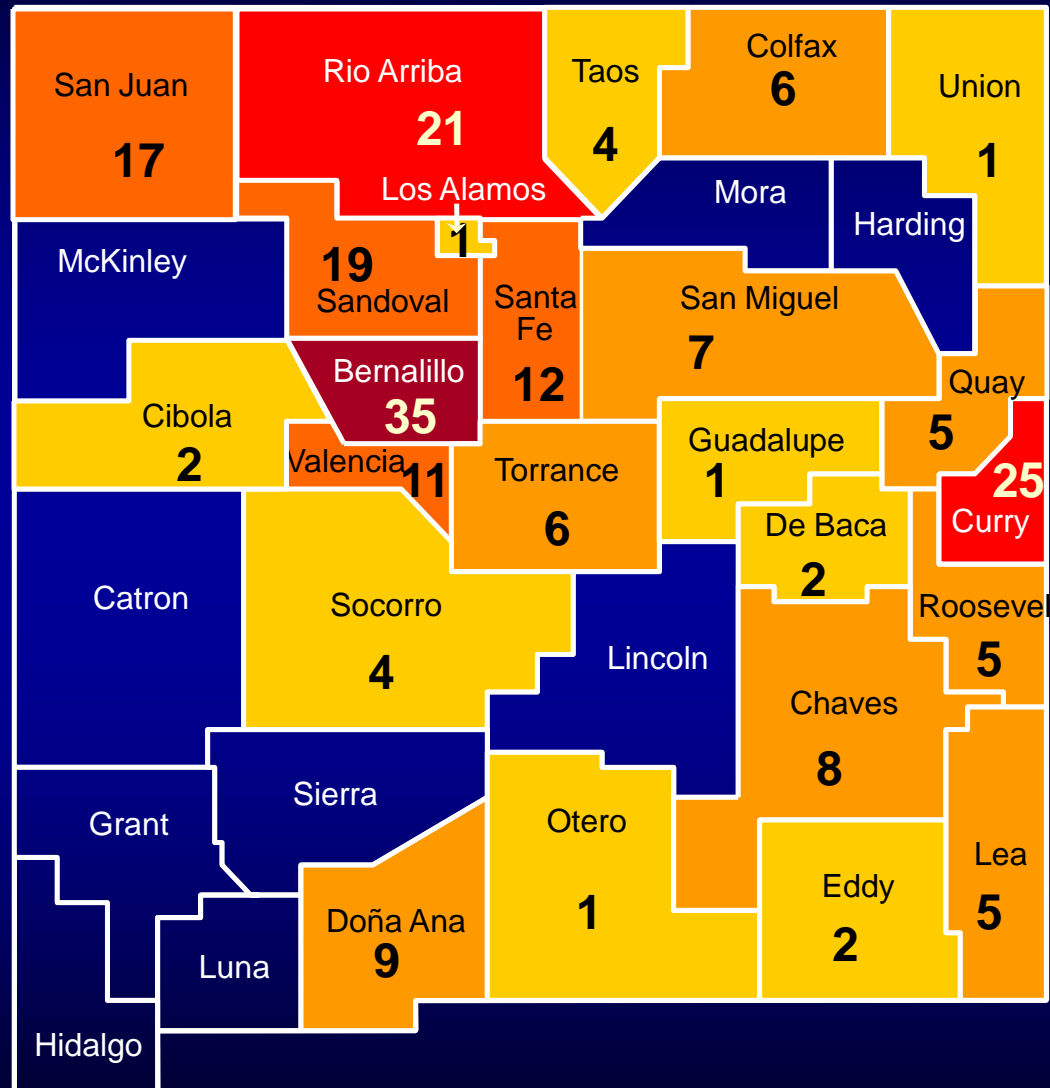 San Juan
17
Rio Arriba
21
Taos
4
Colfax
6
Union
1
Los Alamos
1
Mora
Harding
McKinley
19
Sandoval
Santa
Fe
12
San Miguel
7
Quay
5
Bernalillo
35
Cibola
2
Valencia
11
Torrance
6
Guadalupe
1
25
Curry
De Baca
2
Catron
Socorro
4
Lincoln
Roosevel
5
Chaves
8
Sierra
Grant
Otero
1
Lea
5
Eddy
2
Doña Ana
9
Luna
Hidalgo